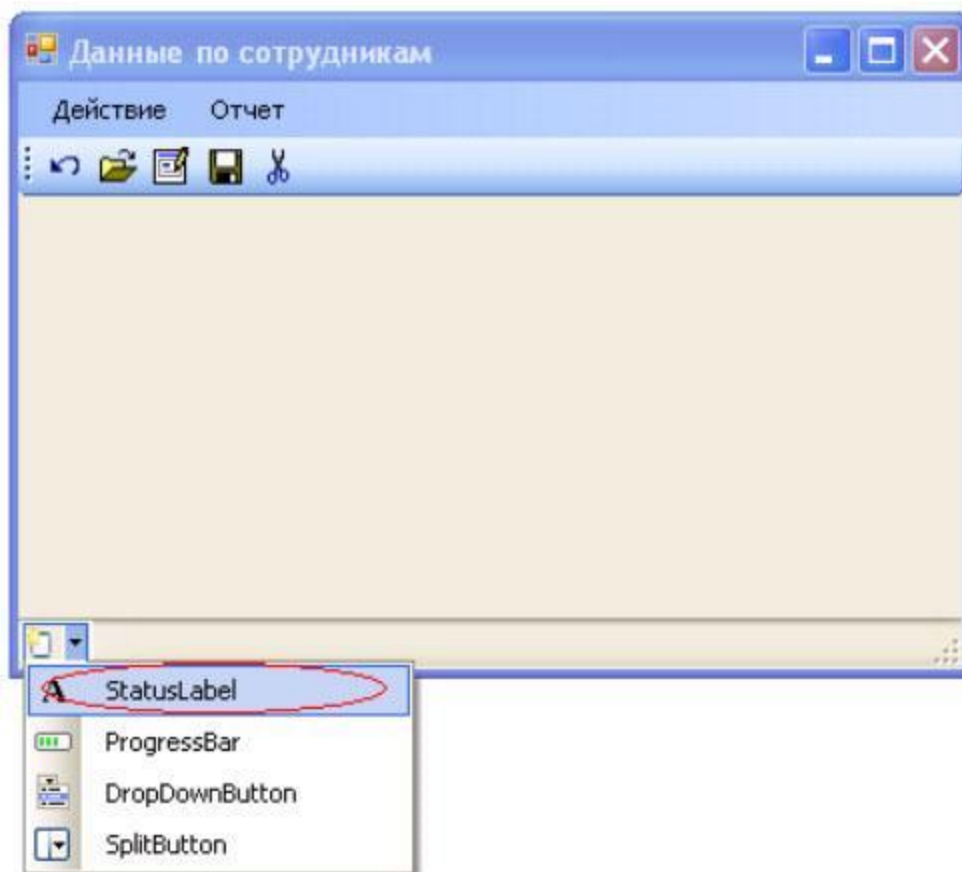 Данные по сотрудникам
Действие Отчет
A StatusLabel
ProgressBar
DropDownButton
SplitButton